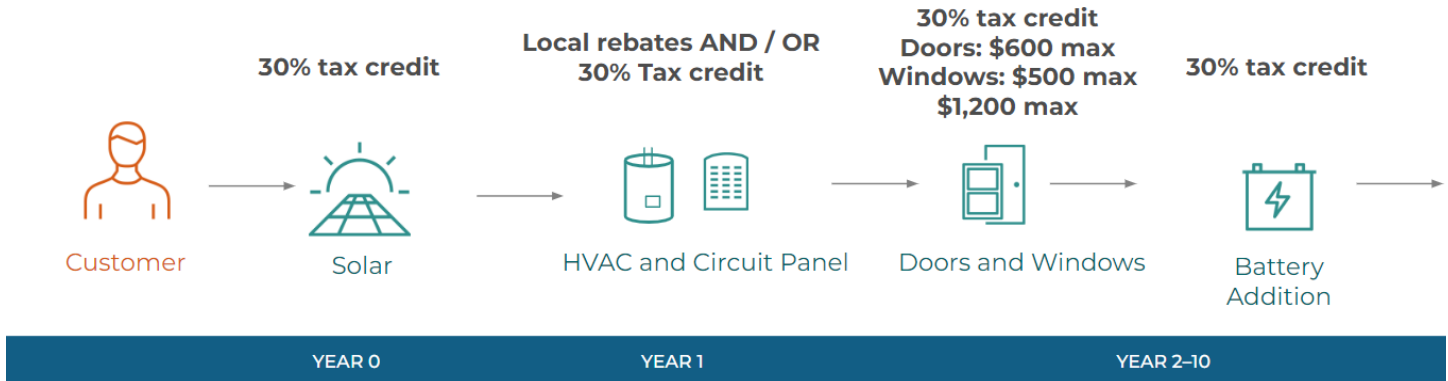 30% tax credit
Local rebates AND / OR
30% Tax credit
30% tax credit
Doors: $600 max
Windows: $500 max
$1,200 max
30% tax credit
Customer
Solar
HVAC and Circuit Panel
Doors and Windows
Battery
Addition
YEAR 0
YEAR 1
YEAR 2–10